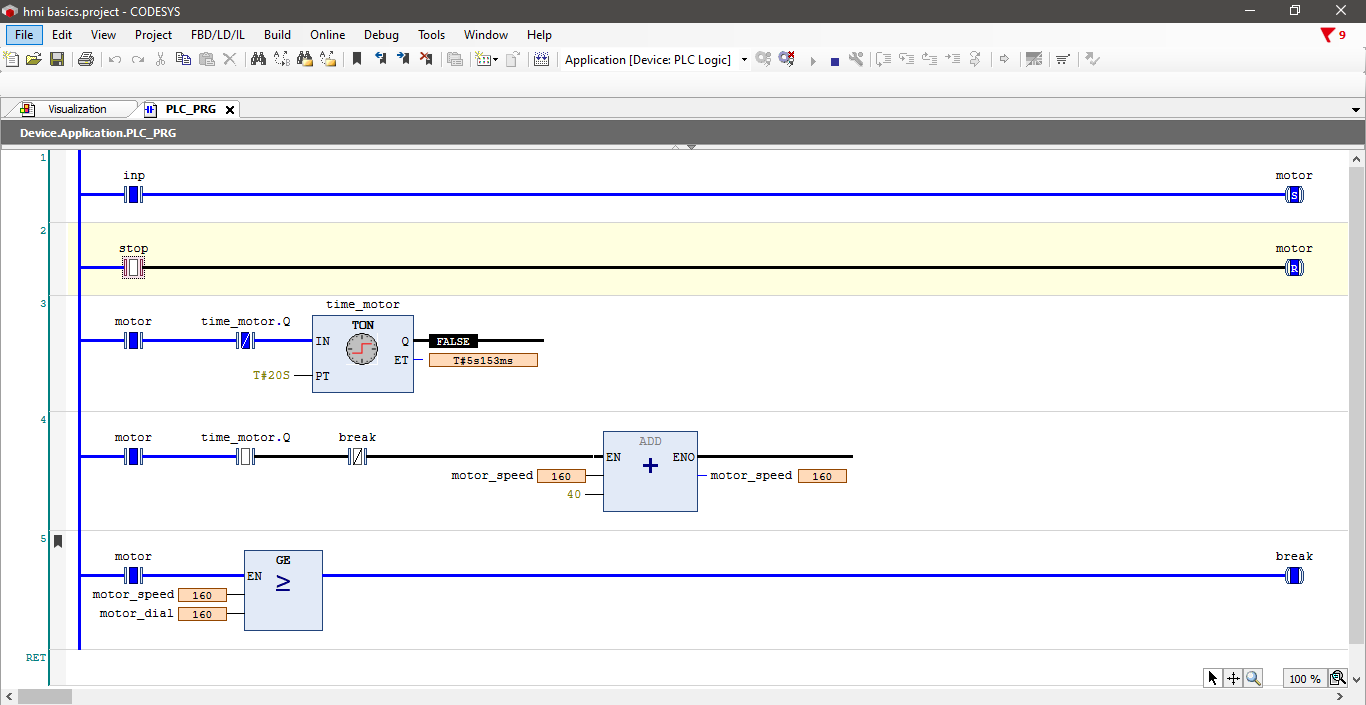 hmi basics.project - CODESYS
File Edit View Project FBD/LD/IL Build Online Debug Tools Window Help
9
Application [Device: PLC Logic]
Visualization PLC_PRG
Device.Application.PLC_PRG
1
inp motor
S
2
stop motor
R
3
time_motor
motor time_motor.Q TON
IN Q FALSE
ET T#5s153ms
T#20S PT
4
motor time_motor.Q break ADD
EN ENO
motor_speed 160 motor_speed 160
40
5
motor GE break
EN
motor_speed 160
motor_dial 160
RET
100 %